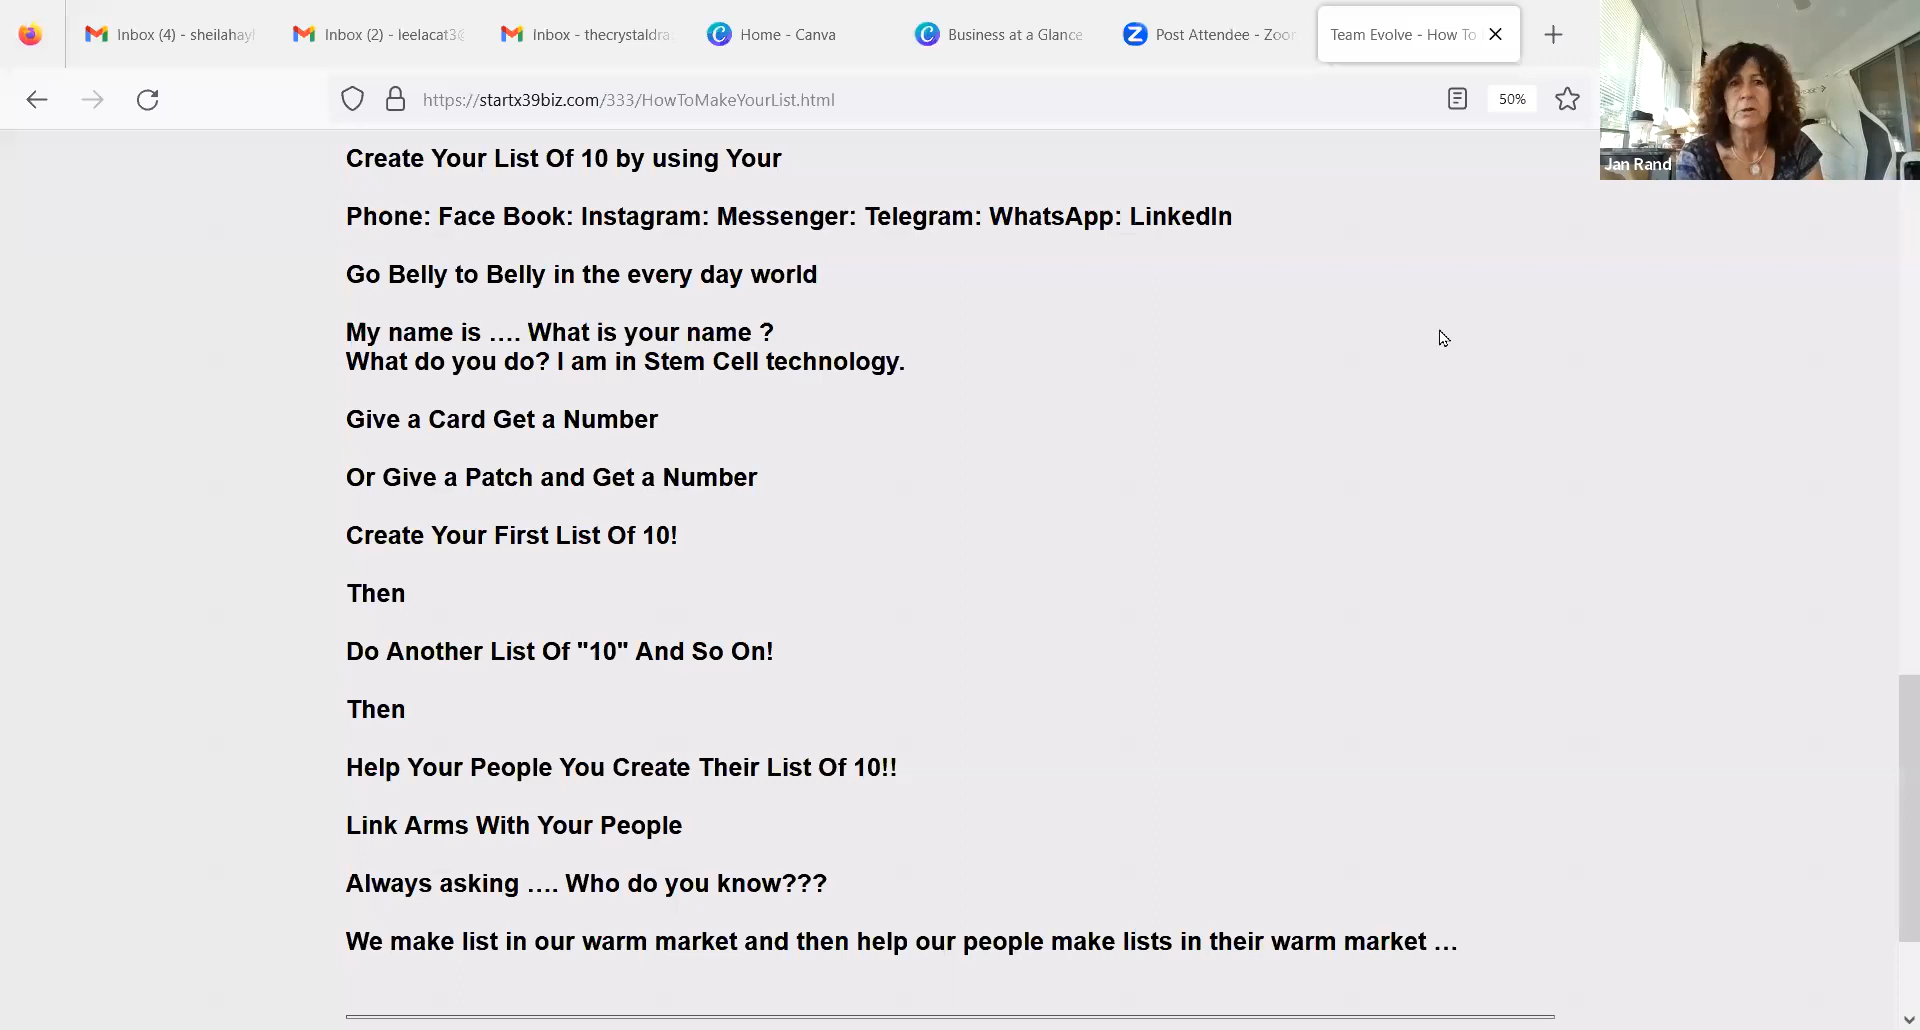 Inbox (4) - sheilahayl
Inbox (2) - leelacat3@
Inbox - thecrystaldra
Home - Canva
Business at a Glance
Post Attendee - Zoom
Team Evolve - How To
https://startx39biz.com/333/HowToMakeYourList.html
50%
Jan Rand
Create Your List Of 10 by using Your
Phone: Face Book: Instagram: Messenger: Telegram: WhatsApp: LinkedIn
Go Belly to Belly in the every day world
My name is .... What is your name ?
What do you do? I am in Stem Cell technology.
Give a Card Get a Number
Or Give a Patch and Get a Number
Create Your First List Of 10!
Then
Do Another List Of "10" And So On!
Then
Help Your People You Create Their List Of 10!!
Link Arms With Your People
Always asking .... Who do you know???
We make list in our warm market and then help our people make lists in their warm market ...